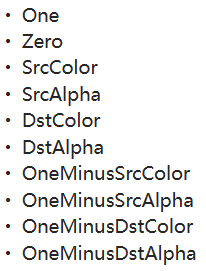 • One
• Zero
• SrcColor
• SrcAlpha
• DstColor
• DstAlpha
• OneMinusSrcColor
• OneMinusSrcAlpha
• OneMinusDstColor
• OneMinusDstAlpha